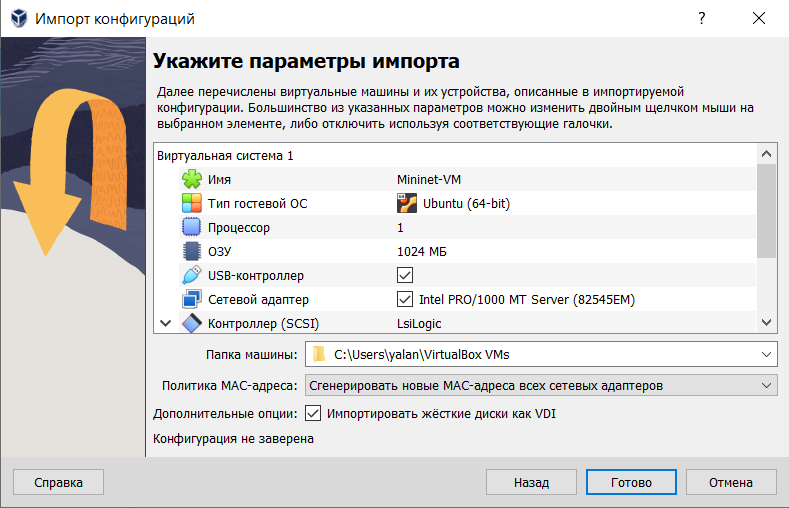 Импорт конфигураций
?
Укажите параметры импорта
Далее перечислены виртуальные машины и их устройства, описанные в импортируемой
конфигурации. Большинство из указанных параметров можно изменить двойным щелчком мыши на
выбранном элементе, либо отключить используя соответствующие галочки.
Виртуальная система 1
Имя Mininet-VM
Тип гостевой ОС Ubuntu (64-bit)
Процессор 1
ОЗУ 1024 МБ
USB-контроллер
Сетевой адаптер Intel PRO/1000 MT Server (82545EM)
Контроллер (SCSI) LsiLogic
Папка машины: C:\Users\yalan\VirtualBox VMs
Политика MAC-адреса: Сгенерировать новые MAC-адреса всех сетевых адаптеров
Дополнительные опции: Импортировать жёсткие диски как VDI
Конфигурация не заверена
Справка Назад Готово Отмена